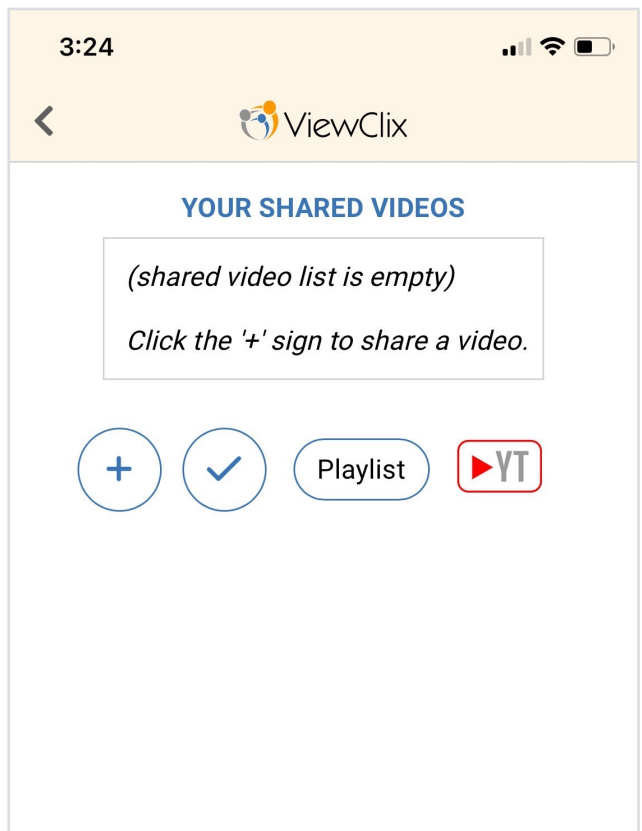 3:24
ViewClix
YOUR SHARED VIDEOS
(shared video list is empty)
Click the '+' sign to share a video.
+
Playlist
YT